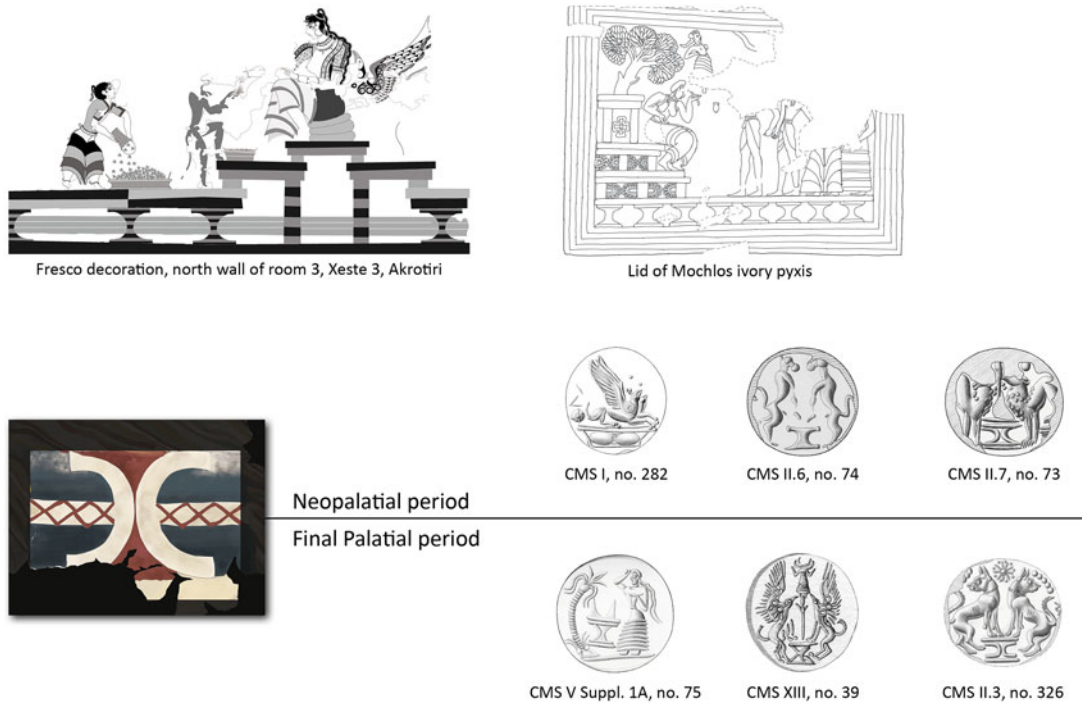 Fresco decoration, north wall of room 3, Xeste 3, Akrotiri
Lid of Mochlos ivory pyxis
CMS I, no. 282
CMS II.6, no. 74
CMS II.7, no. 73
Neopalatial period
Final Palatial period
CMS V Suppl. 1A, no. 75
CMS XIII, no. 39
CMS II.3, no. 326